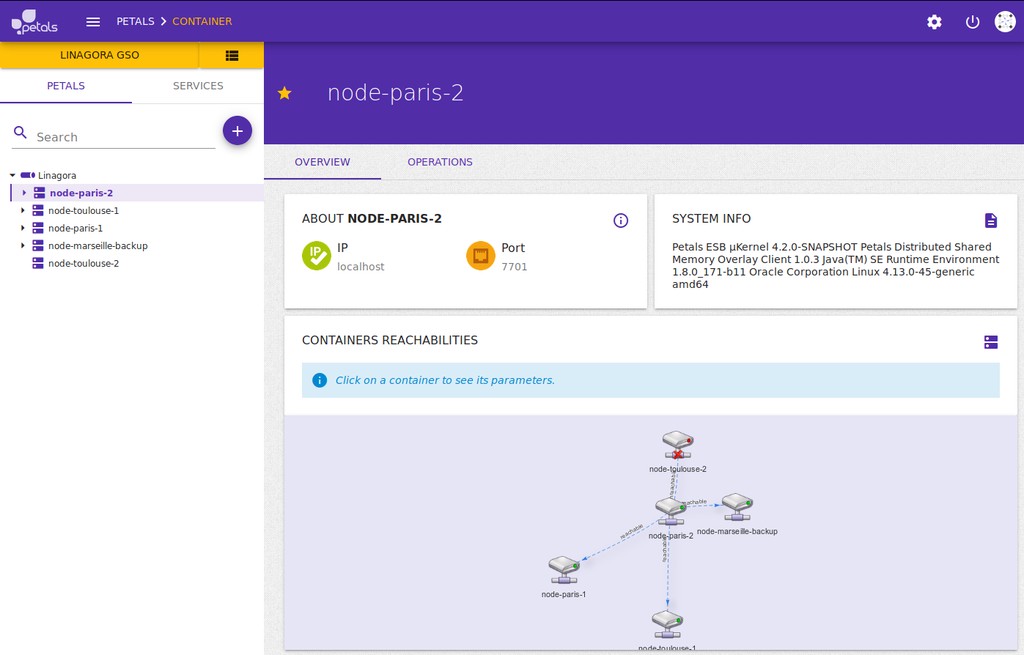 petals
PETALS > CONTAINER
LINAGORA GSO
PETALS SERVICES
Search
Linagora
node-paris-2
node-toulouse-1
node-paris-1
node-marseille-backup
node-toulouse-2
node-paris-2
OVERVIEW OPERATIONS
ABOUT NODE-PARIS-2
IP
IP
localhost
Port
7701
SYSTEM INFO
Petals ESB µKernel 4.2.0-SNAPSHOT Petals Distributed Shared
Memory Overlay Client 1.0.3 Java(TM) SE Runtime Environment
1.8.0_171-b11 Oracle Corporation Linux 4.13.0-45-generic
amd64
CONTAINERS REACHABILITIES
Click on a container to see its parameters.
node-toulouse-2
reachable
node-marseille-backup
node-paris-2
reachable
node-paris-1
node-toulouse-1